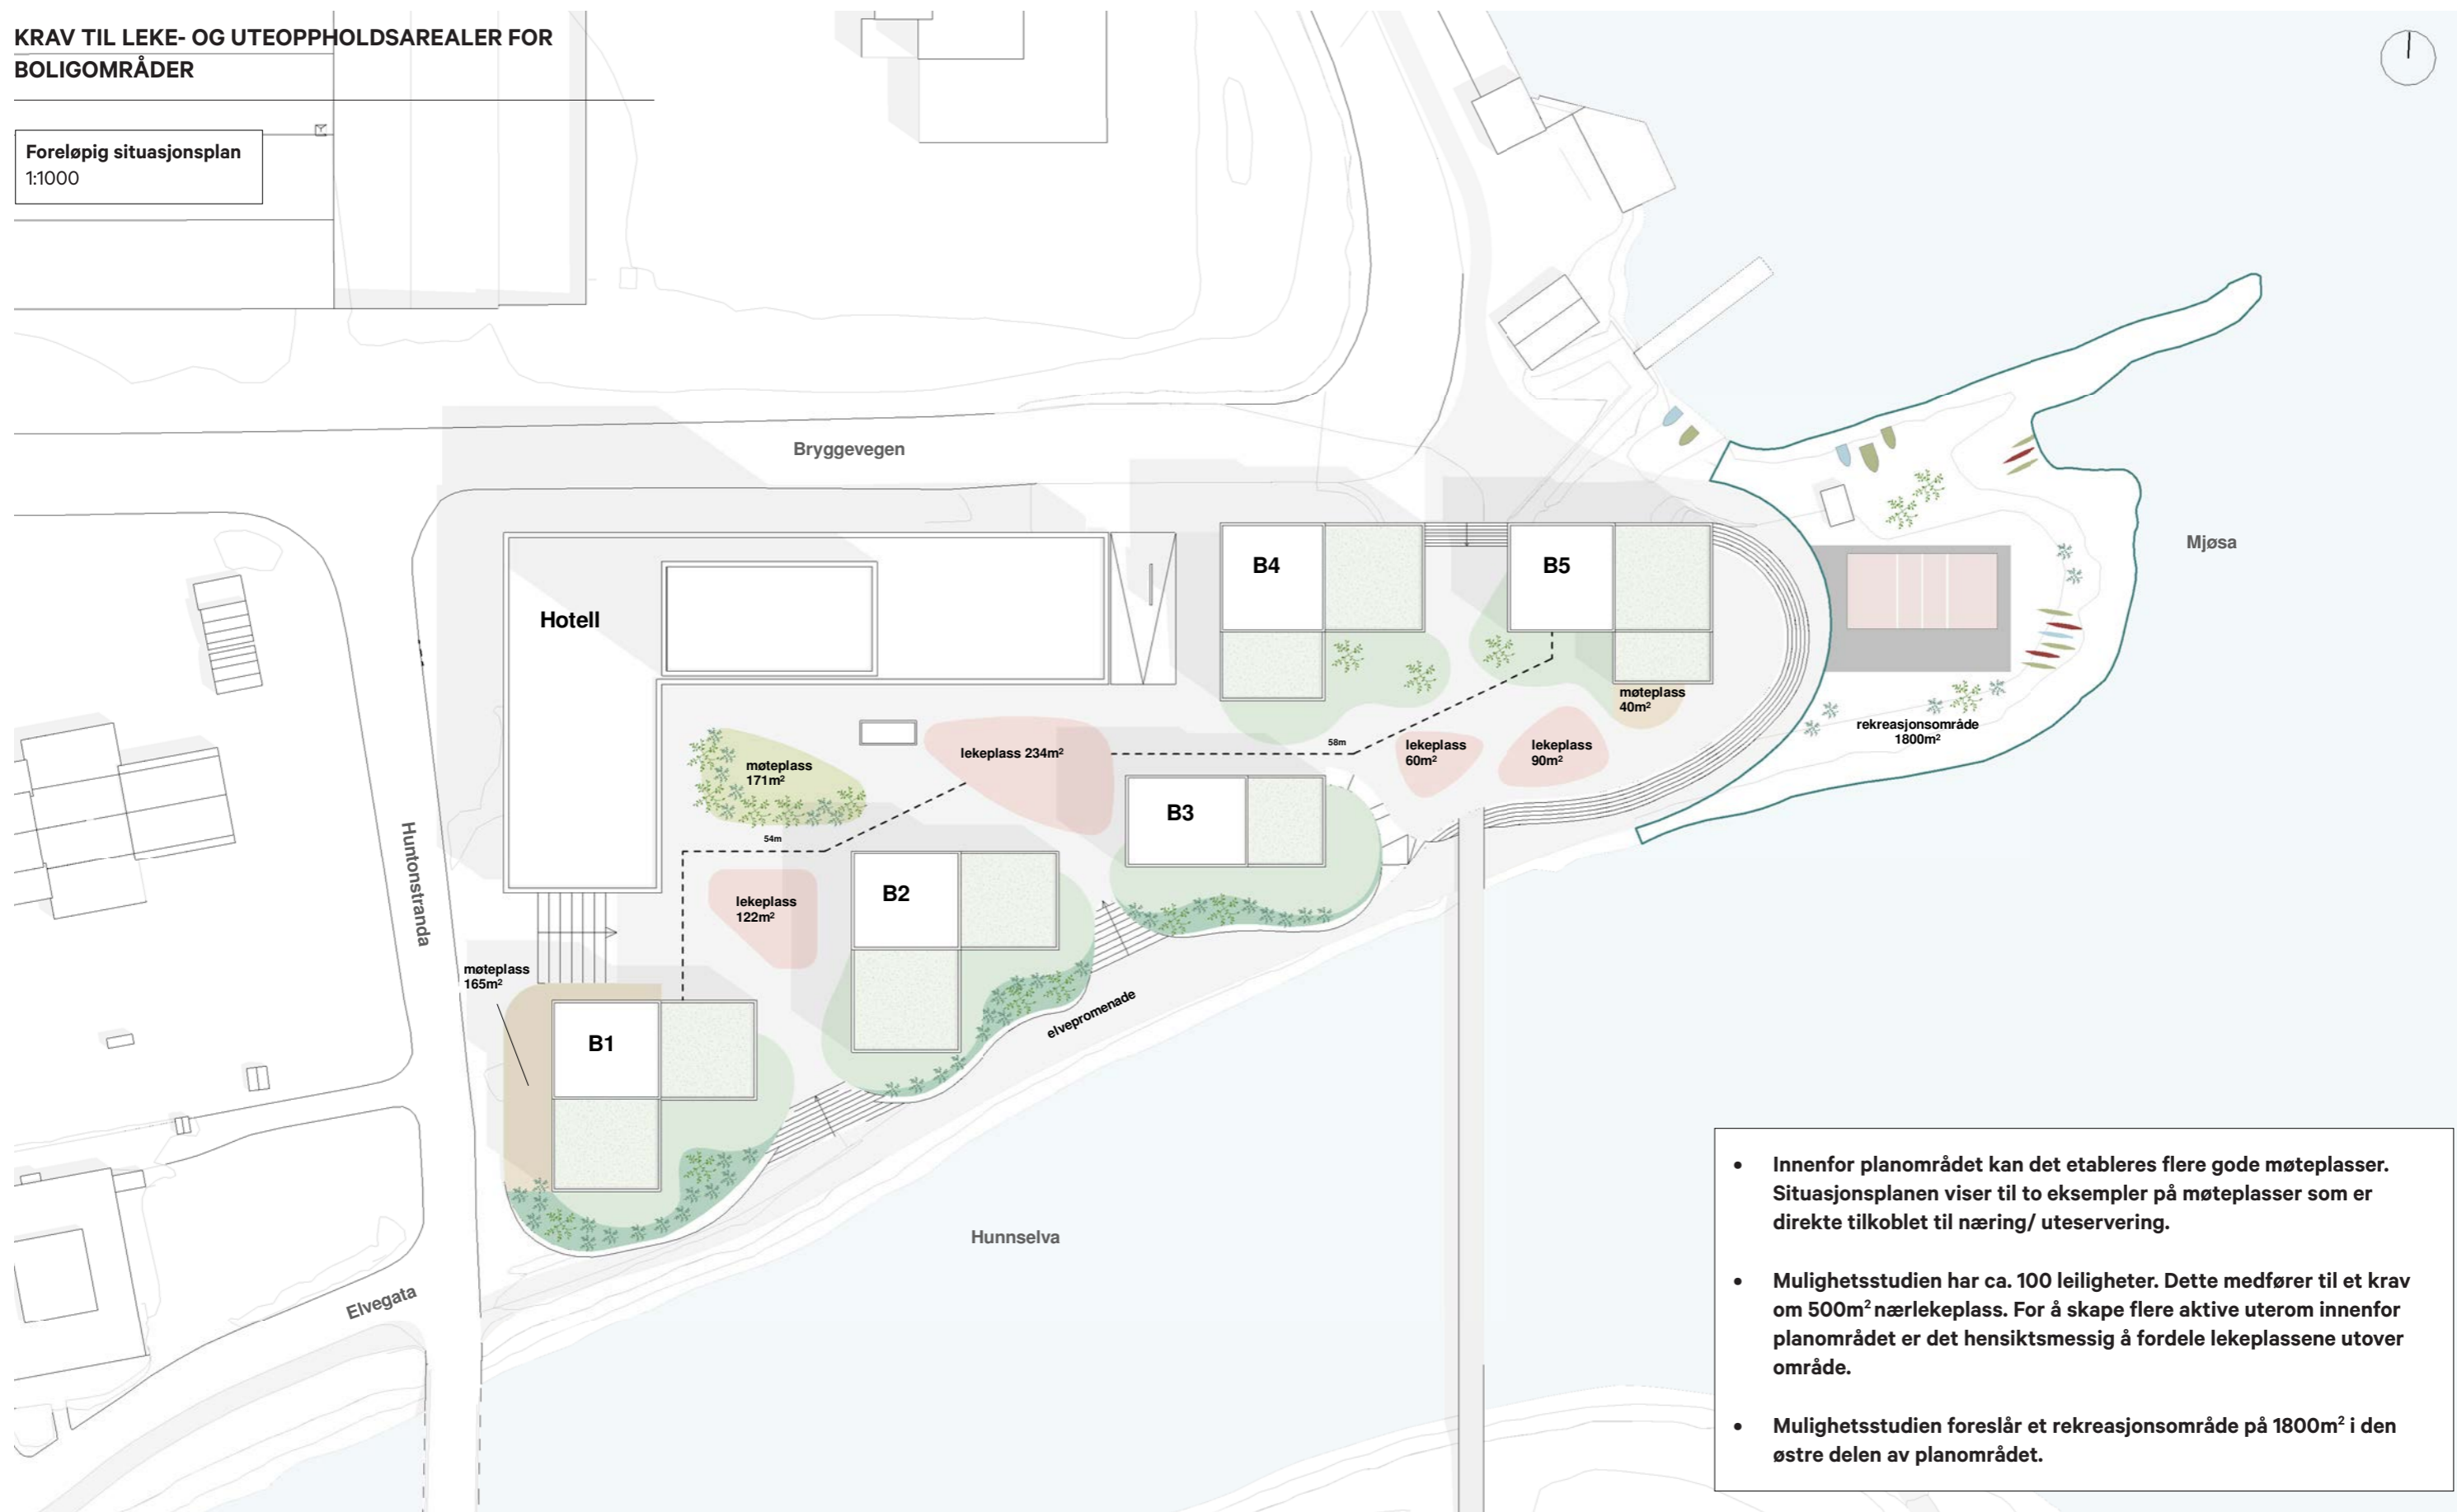 KRAV TIL LEKE- OG UTEOPPHOLDSAREALER FOR
BOLIGOMRÅDER
Foreløpig situasjonsplan
1:1000
Bryggevegen
Mjøsa
B4
B5
Hotell
møteplass
40m²
rekreasjonsområde
1800m²
lekeplass 234m²
58m
lekeplass
60m²
lekeplass
90m²
møteplass
171m²
B3
54m
Huntonstranda
lekeplass
122m²
B2
møteplass
165m²
elvepromenade
B1
Hunnselva
Elvegata
• Innenfor planområdet kan det etableres flere gode møteplasser.
Situasjonsplanen viser til to eksempler på møteplasser som er
direkte tilkoblet til næring/ uteservering.
• Mulighetsstudien har ca. 100 leiligheter. Dette medfører til et krav
om 500m² nærlekeplass. For å skape flere aktive uterom innenfor
planområdet er det hensiktsmessig å fordele lekeplassene utover
område.
• Mulighetsstudien foreslår et rekreasjonsområde på 1800m² i den
østre delen av planområdet.